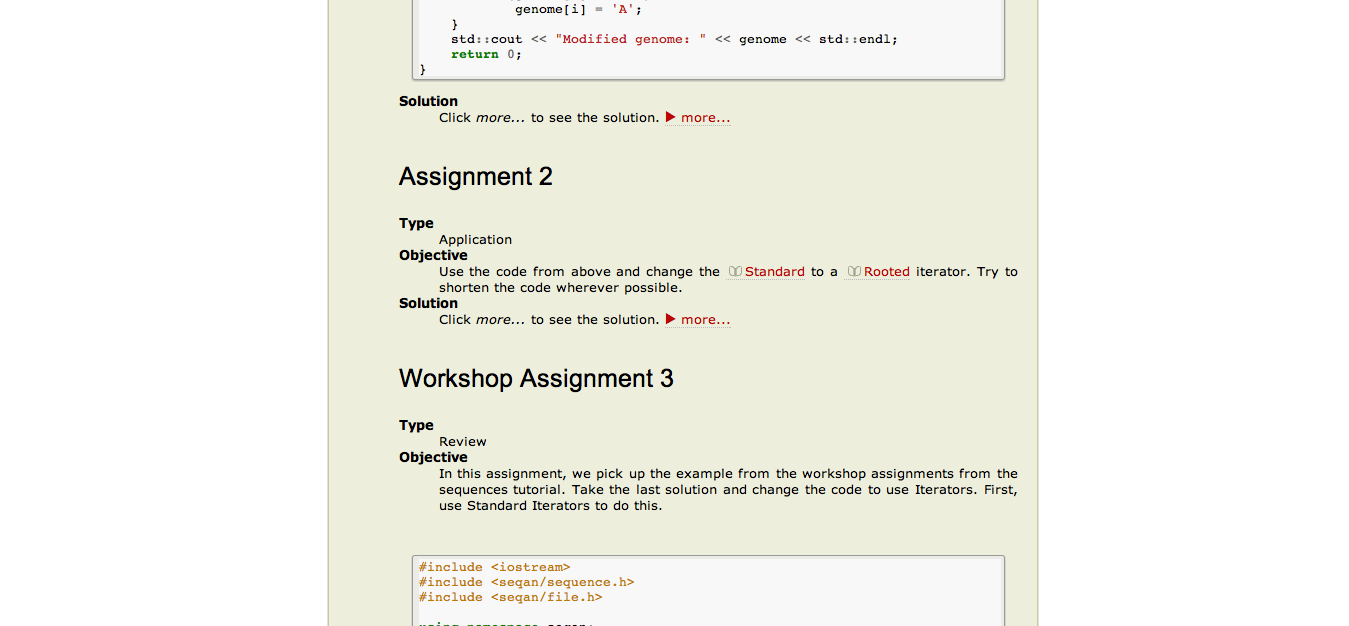 genome[i] = 'A';
}
std::cout << "Modified genome: " << genome << std::endl;
return 0;
}
Solution
Click more... to see the solution. ▶ more...
Assignment 2
Type
Application
Objective
Use the code from above and change the Standard to a Rooted iterator. Try to
shorten the code wherever possible.
Solution
Click more... to see the solution. ▶ more...
Workshop Assignment 3
Type
Review
Objective
In this assignment, we pick up the example from the workshop assignments from the
sequences tutorial. Take the last solution and change the code to use Iterators. First,
use Standard Iterators to do this.
#include <iostream>
#include <seqan/sequence.h>
#include <seqan/file.h>
using namespace seqan;